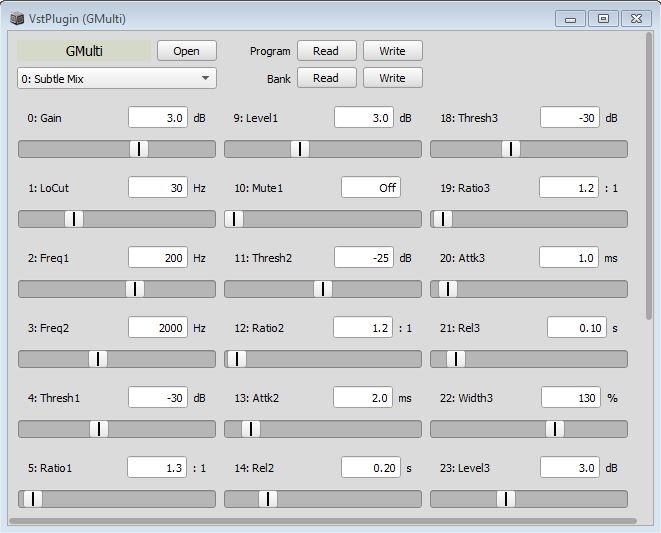 VstPlugin (GMulti)
GMulti Open Program Read Write
0: Subtle Mix Bank Read Write
0: Gain 3.0 dB 9: Level1 3.0 dB 18: Thresh3 -30 dB
1: LoCut 30 Hz 10: Mute1 Off 19: Ratio3 1.2 : 1
2: Freq1 200 Hz 11: Thresh2 -25 dB 20: Attk3 1.0 ms
3: Freq2 2000 Hz 12: Ratio2 1.2 : 1 21: Rel3 0.10 s
4: Thresh1 -30 dB 13: Attk2 2.0 ms 22: Width3 130 %
5: Ratio1 1.3 : 1 14: Rel2 0.20 s 23: Level3 3.0 dB